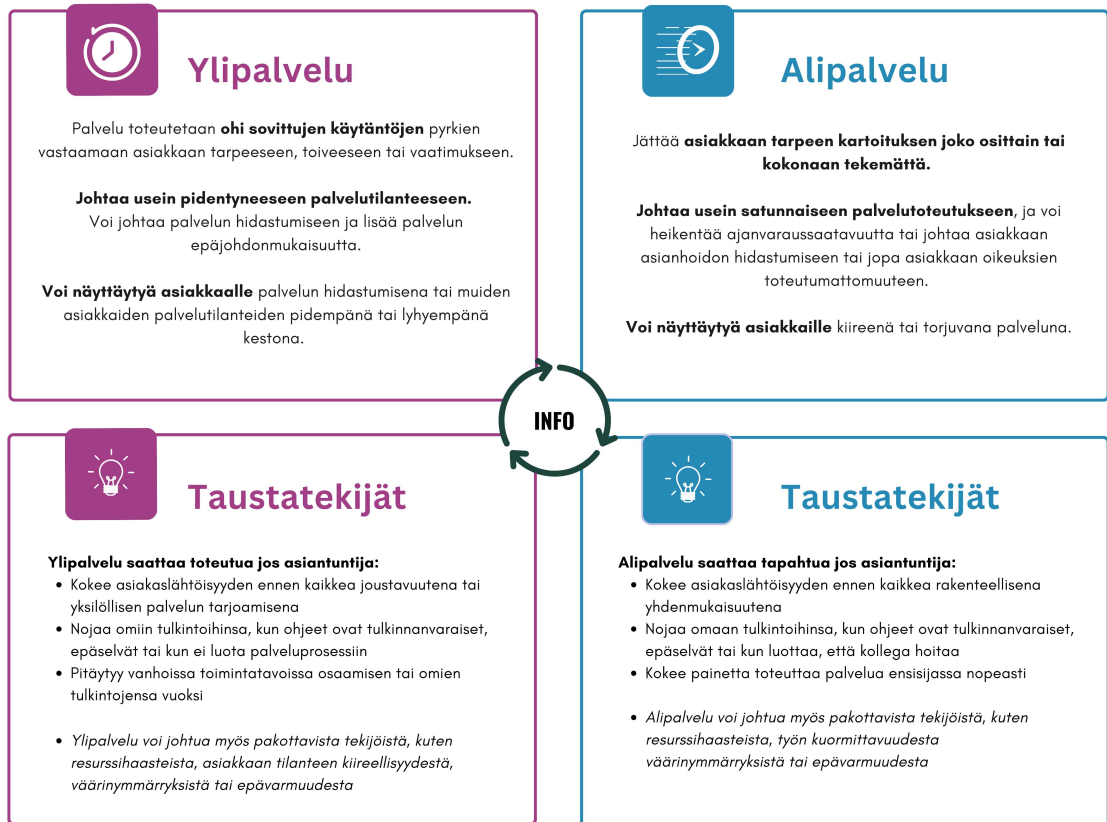 Ylipalvelu
Palvelu toteutetaan ohi sovittujen käytäntöjen pyrkien
vastaamaan asiakkaan tarpeeseen, toiveeseen tai vaatimukseen.
Johtaa usein pidentyneeseen palvelutilanteeseen.
Voi johtaa palvelun hidastumiseen ja lisää palvelun
epäjohdonmukaisuutta.
Voi näyttäytyä asiakkaalle palvelun hidastumisena tai muiden
asiakkaiden palvelutilanteiden pidempänä tai lyhyempänä
kestona.
Alipalvelu
Jättää asiakkaan tarpeen kartoituksen joko osittain tai
kokonaan tekemättä.
Johtaa usein satunnaiseen palvelutoteutukseen, ja voi
heikentää ajanvaraussaatavuutta tai johtaa asiakkaan
asianhoidon hidastumiseen tai jopa asiakkaan oikeuksien
toteutumattomuuteen.
Voi näyttäytyä asiakkaille kiireenä tai torjuvana palveluna.
INFO
Taustatekijät
Ylipalvelu saattaa toteutua jos asiantuntija:
• Kokee asiakaslähtöisyyden ennen kaikkea joustavuutena tai
yksilöllisen palvelun tarjoamisena
• Nojaa omiin tulkintoihinsa, kun ohjeet ovat tulkinnanvaraiset,
epäselvät tai kun ei luota palveluprosessiin
• Pitäytyy vanhoissa toimintatavoissa osaamisen tai omien
tulkintojensa vuoksi
• Ylipalvelu voi johtua myös pakottavista tekijöistä, kuten
resurssihaasteista, asiakkaan tilanteen kiireellisyydestä,
väärinymmärryksistä tai epävarmuudesta
Taustatekijät
Alipalvelu saattaa tapahtua jos asiantuntija:
• Kokee asiakaslähtöisyyden ennen kaikkea rakenteellisena
yhdenmukaisuutena
• Nojaa omaan tulkintoihinsa, kun ohjeet ovat tulkinnanvaraiset,
epäselvät tai kun luottaa, että kollega hoitaa
• Kokee painetta toteuttaa palvelua ensisijassa nopeasti
• Alipalvelu voi johtua myös pakottavista tekijöistä, kuten
resurssihaasteista, työn kuormittavuudesta
väärinymmärryksistä tai epävarmuudesta